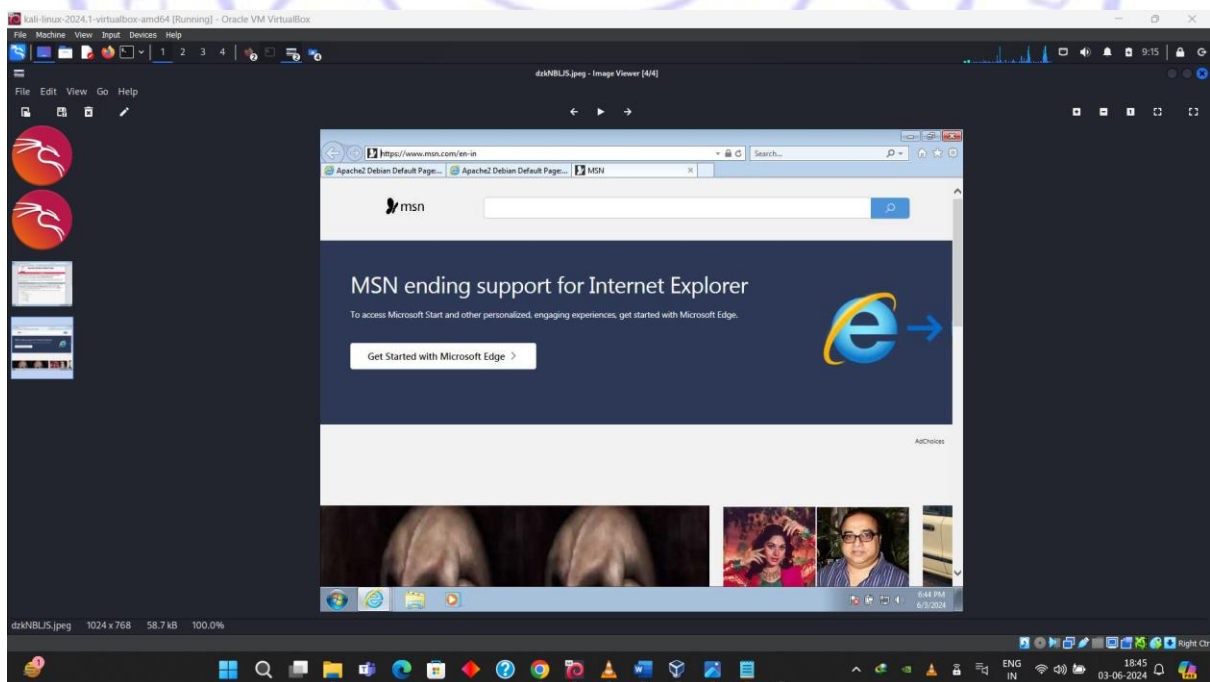 kali-linux-2024.1-virtualbox-amd64 [Running] - Oracle VM VirtualBox
File Machine View Input Devices Help
1 2 3 4
9:15
dzkNBLJS.jpeg - Image Viewer [4/4]
File Edit View Go Help
https://www.msn.com/en-in
Search...
Apache2 Debian Default Page:...
Apache2 Debian Default Page:...
MSN
msn
MSN ending support for Internet Explorer
To access Microsoft Start and other personalized, engaging experiences, get started with Microsoft Edge.
Get Started with Microsoft Edge
AdChoices
6:44 PM
6/3/2024
dzkNBLJS.jpeg 1024 x 768 58.7 kB 100.0%
Right Ctrl
ENG
IN
18:45
03-06-2024